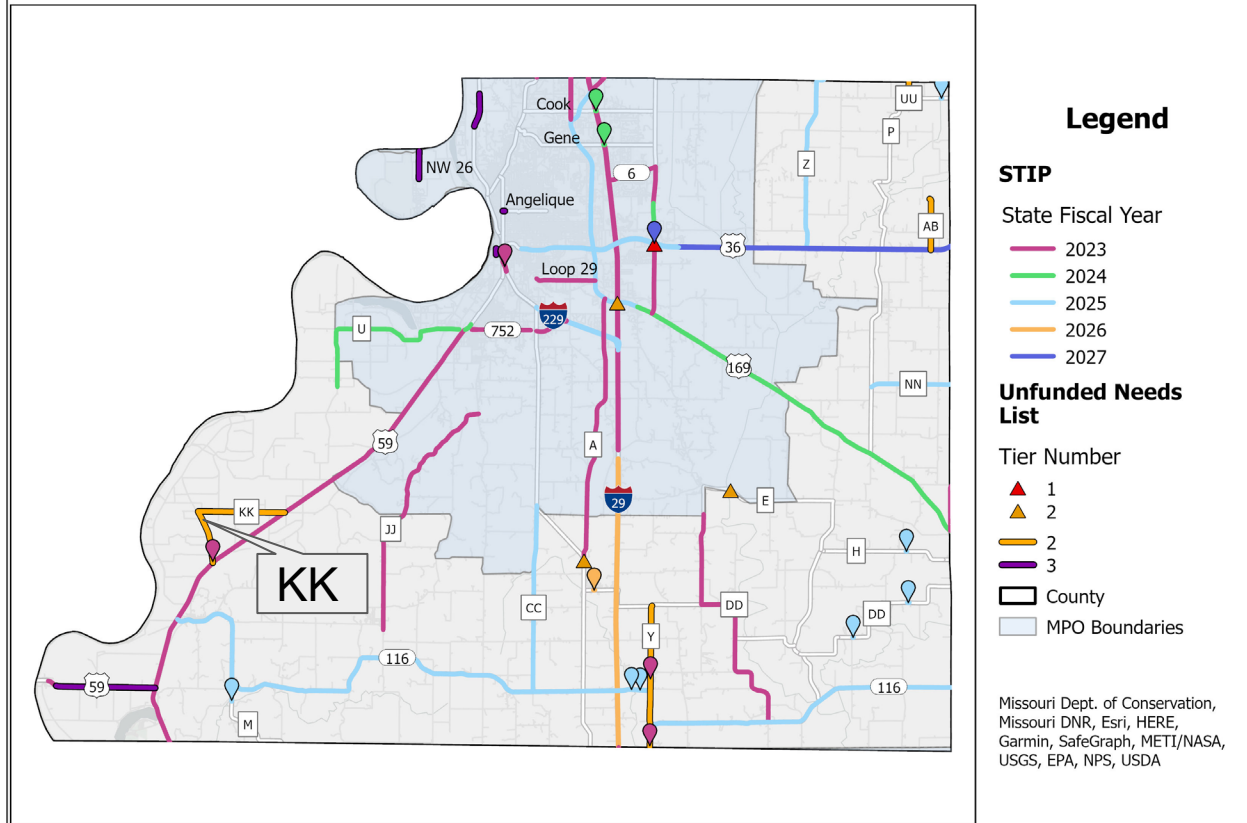 UU
Cook
P
Gene
Z
NW 26
6
Angelique
AB
36
Loop 29
229
U
752
169
NN
59
A
29
E
KK
JJ
H
KK
CC
DD
DD
Y
116
59
116
M
Legend
STIP
State Fiscal Year
2023
2024
2025
2026
2027
Unfunded Needs
List
Tier Number
1
2
2
3
County
MPO Boundaries
Missouri Dept. of Conservation,
Missouri DNR, Esri, HERE,
Garmin, SafeGraph, METI/NASA,
USGS, EPA, NPS, USDA